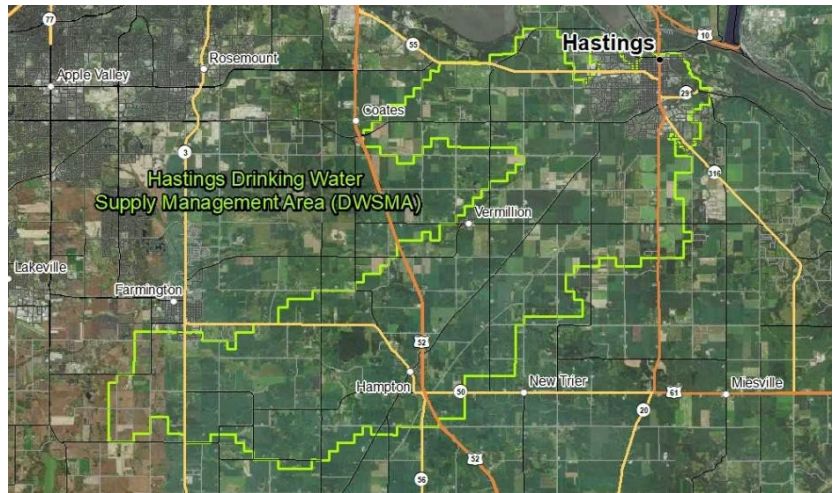 77
55
10
Hastings
Rosemount
Apple Valley
291
Coates
3
316
Hastings Drinking Water
Supply Management Area (DWSMA)
Vermillion
Lakeville
Farmington
52
Hampton
50
New Trier
61
Miesville
20
52
56